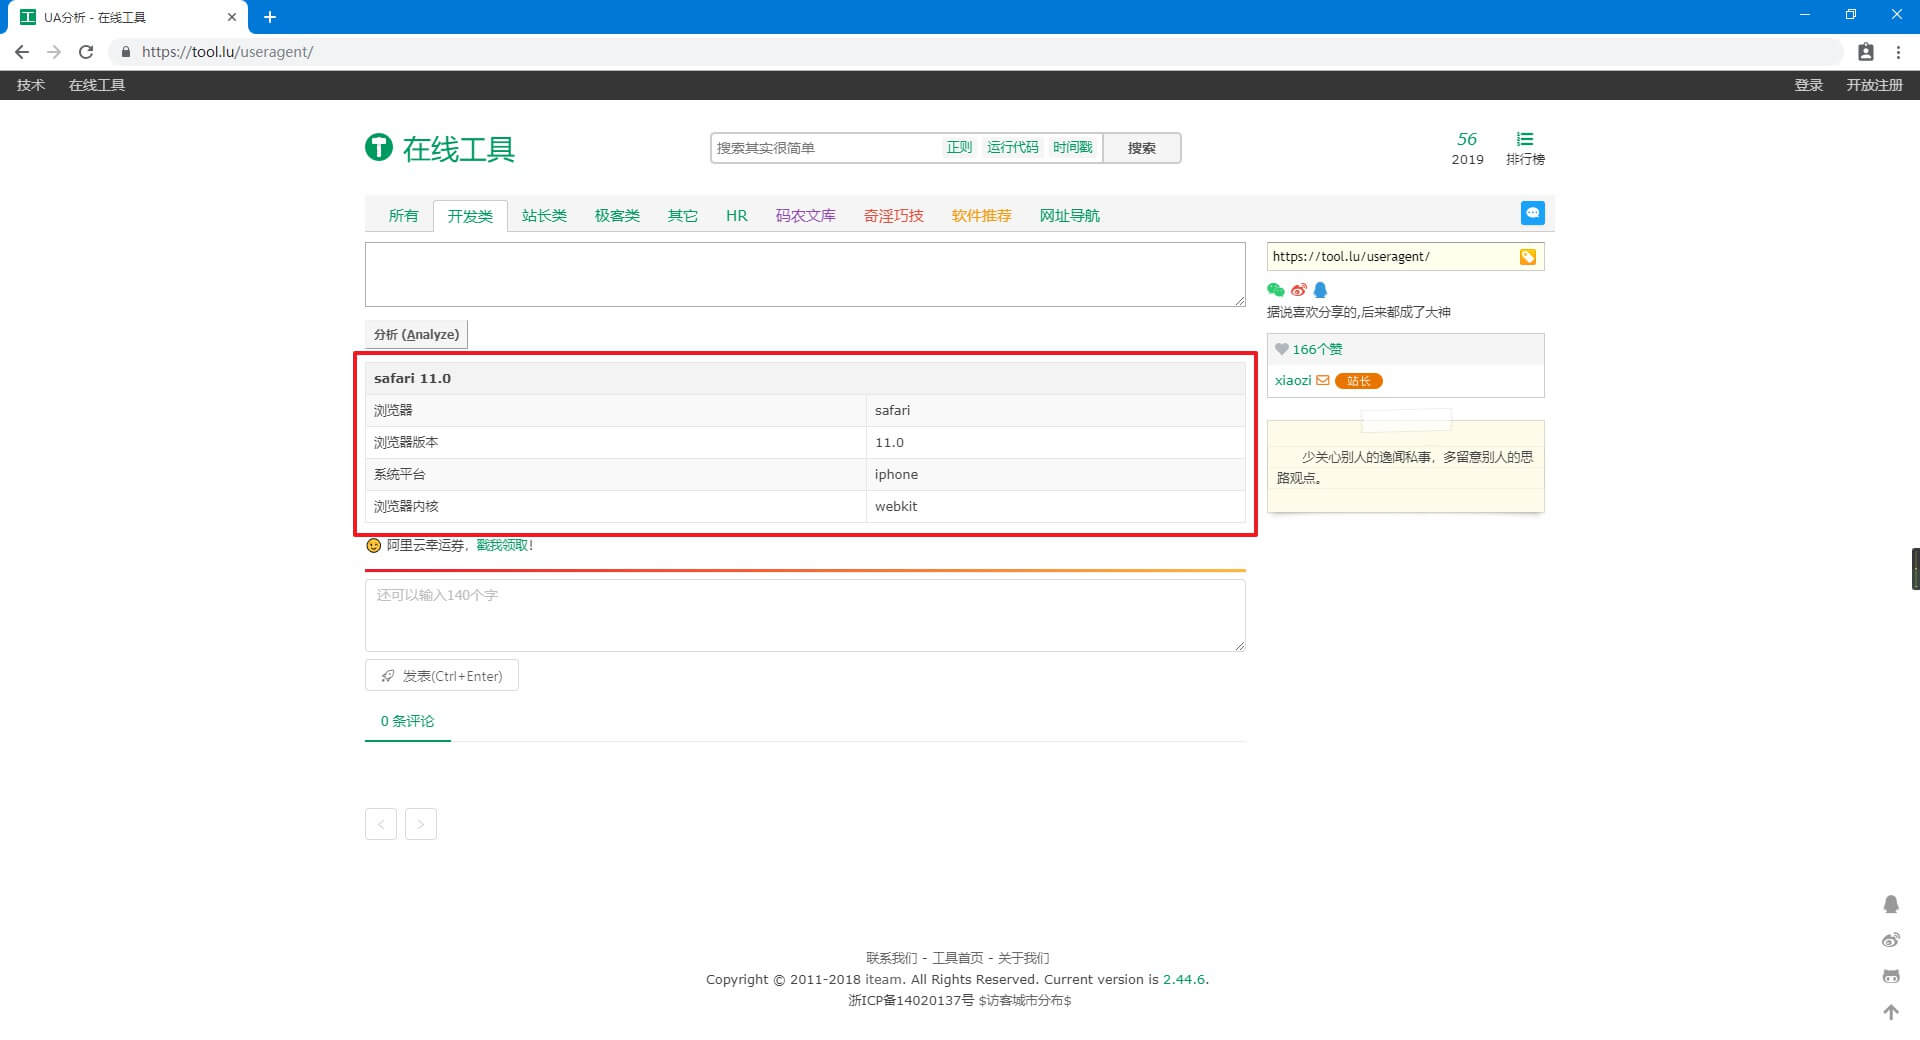 UA分析 - 在线工具
https://tool.lu/useragent/
技术 在线工具 登录 开放注册
在线工具
搜索其实很简单 正则 运行代码 时间戳 搜索
56
2019 排行榜
所有 开发类 站长类 极客类 其它 HR 码农文库 奇淫巧技 软件推荐 网址导航
分析 (Analyze)
safari 11.0
浏览器 safari
浏览器版本 11.0
系统平台 iphone
浏览器内核 webkit
阿里云幸运券，戳我领取!
还可以输入140个字
发表(Ctrl+Enter)
0 条评论
< >
https://tool.lu/useragent/
据说喜欢分享的,后来都成了大神
166个赞
xiaozi 站长
少关心别人的逸闻私事，多留意别人的思
路观点。
联系我们 - 工具首页 - 关于我们
Copyright © 2011-2018 iteam. All Rights Reserved. Current version is 2.44.6.
浙ICP备14020137号 $访客城市分布$